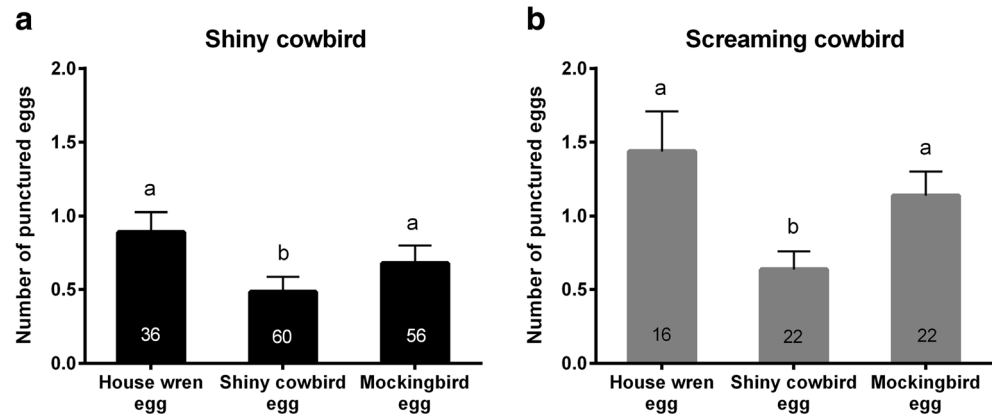 a
Shiny cowbird
Number of punctured eggs
2.0
1.5
1.0
0.5
0.0
a
b
a
36
60
56
House wren egg
Shiny cowbird egg
Mockingbird egg
b
Screaming cowbird
Number of punctured eggs
2.0
1.5
1.0
0.5
0.0
a
b
a
16
22
22
House wren egg
Shiny cowbird egg
Mockingbird egg